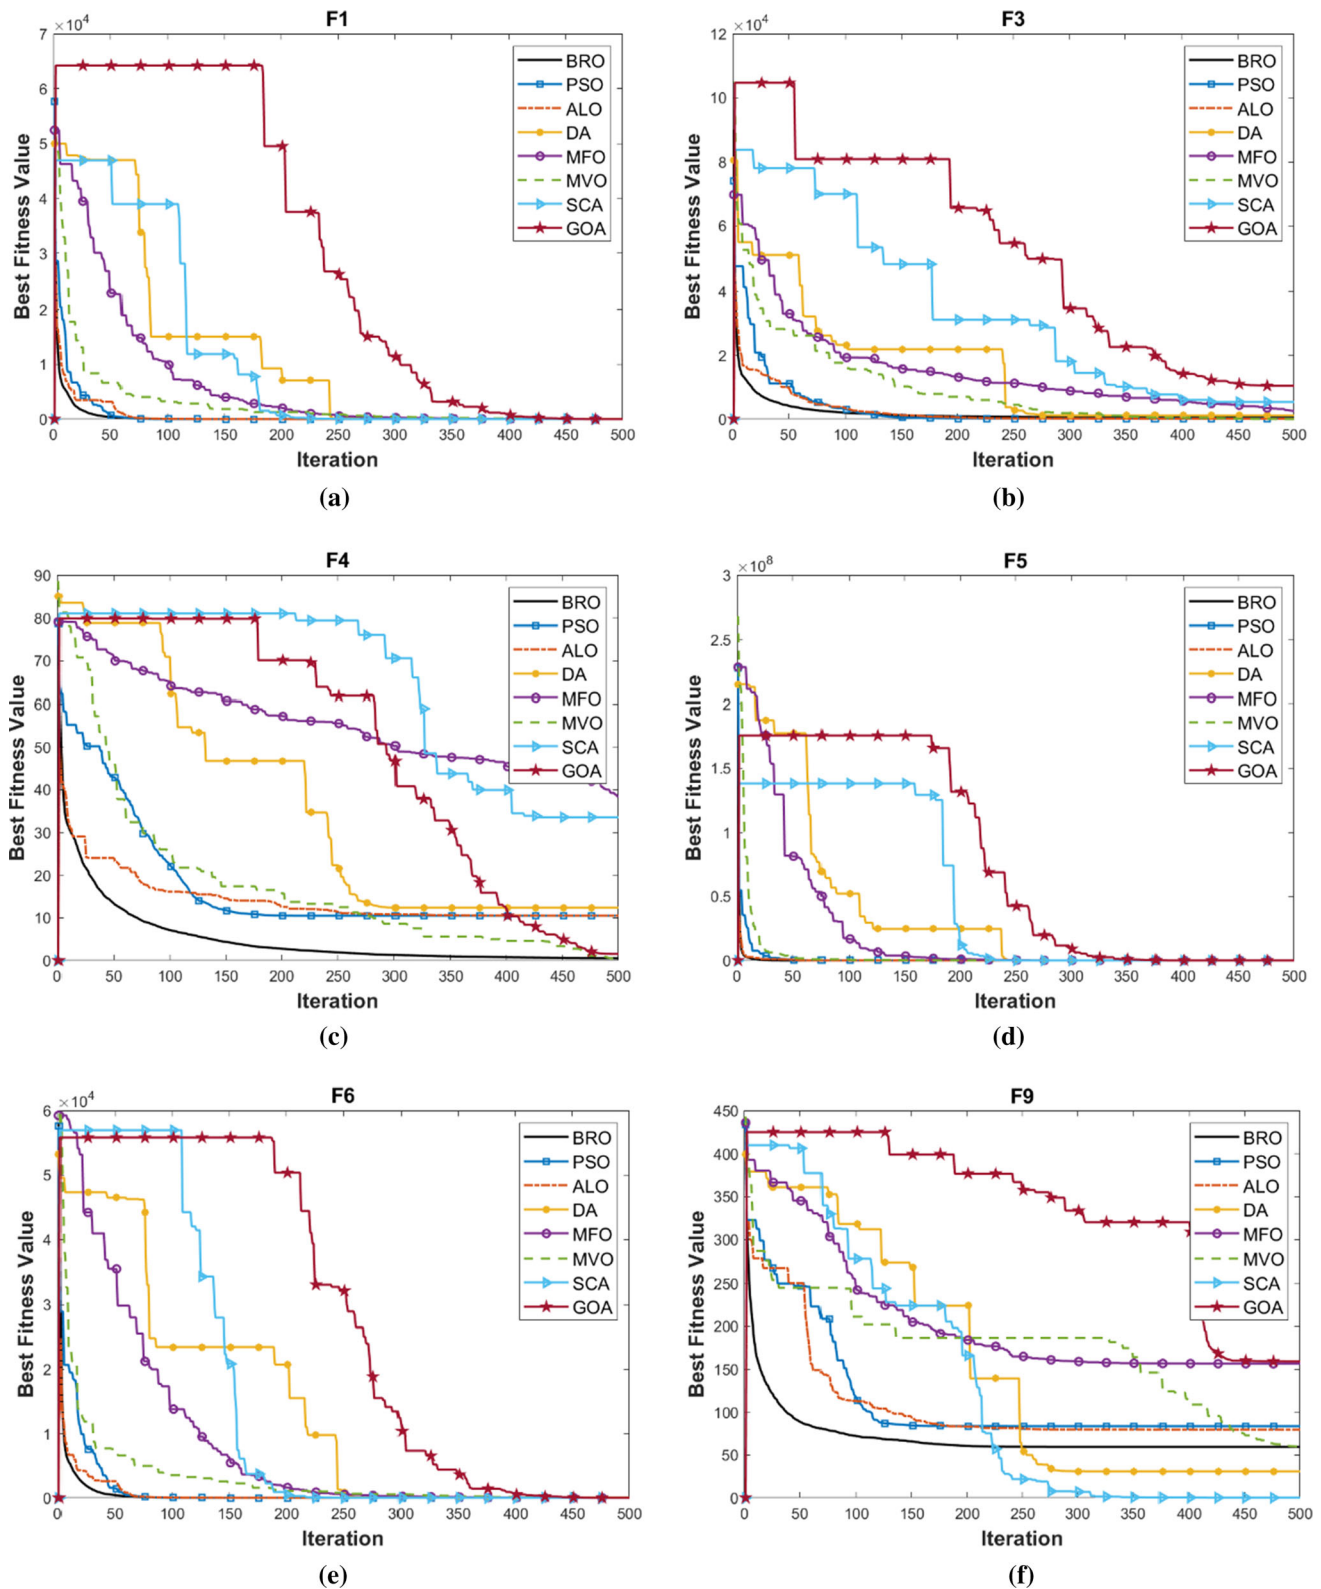 F1
×10⁴
7
6
5
4
3
2
1
0
Best Fitness Value
BRO
PSO
ALO
DA
MFO
MVO
SCA
GOA
0 50 100 150 200 250 300 350 400 450 500
Iteration
(a)
F3
×10⁴
12
10
8
6
4
2
0
Best Fitness Value
BRO
PSO
ALO
DA
MFO
MVO
SCA
GOA
0 50 100 150 200 250 300 350 400 450 500
Iteration
(b)
F4
90
80
70
60
50
40
30
20
10
0
Best Fitness Value
BRO
PSO
ALO
DA
MFO
MVO
SCA
GOA
0 50 100 150 200 250 300 350 400 450 500
Iteration
(c)
F5
×10⁸
3
2.5
2
1.5
1
0.5
0
Best Fitness Value
BRO
PSO
ALO
DA
MFO
MVO
SCA
GOA
0 50 100 150 200 250 300 350 400 450 500
Iteration
(d)
F6
×10⁴
6
5
4
3
2
1
0
Best Fitness Value
BRO
PSO
ALO
DA
MFO
MVO
SCA
GOA
0 50 100 150 200 250 300 350 400 450 500
Iteration
(e)
F9
450
400
350
300
250
200
150
100
50
0
Best Fitness Value
BRO
PSO
ALO
DA
MFO
MVO
SCA
GOA
0 50 100 150 200 250 300 350 400 450 500
Iteration
(f)